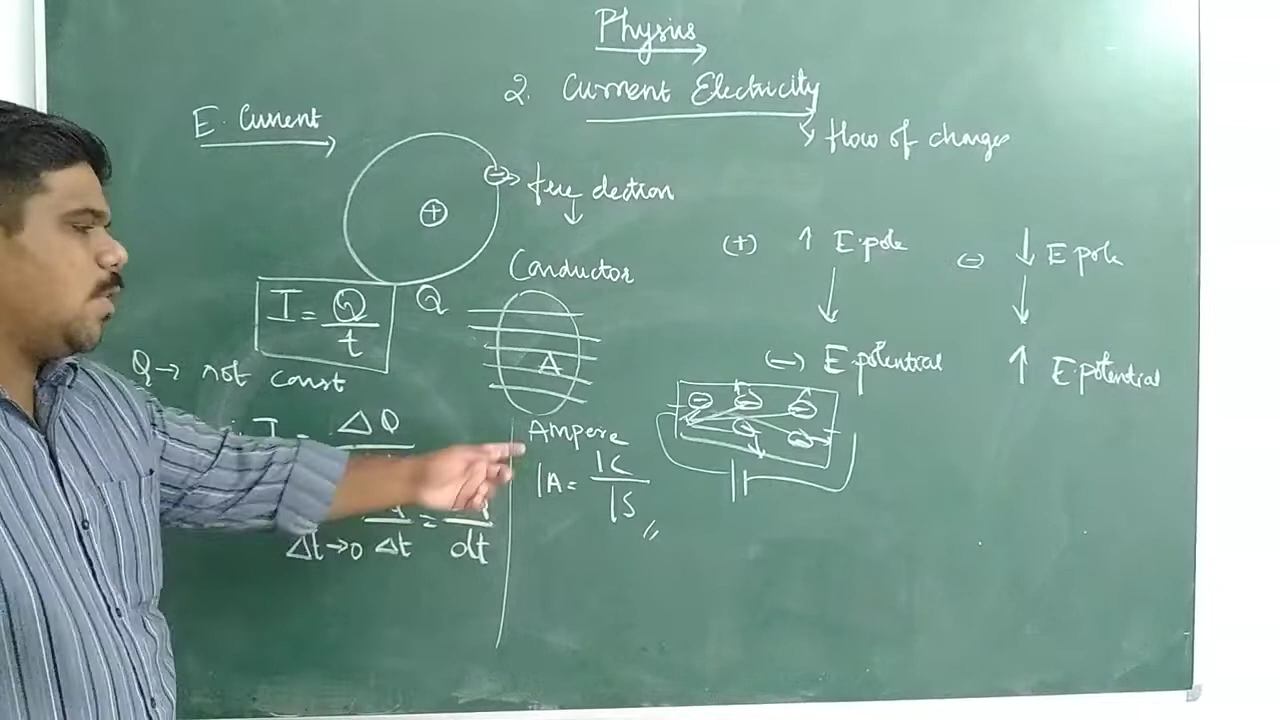 Physics
2. Current Electricity
flow of charges
E. Current
-
free electron
+
Conductor
(+) ↑ E.pole
(-) ↓ E pole
I = Q/t
Q
A
(-) E.potential
↑ E.potential
Q → not const
I = ΔQ
Ampere
1A = 1C/1S
Δt→0 Δt = dt